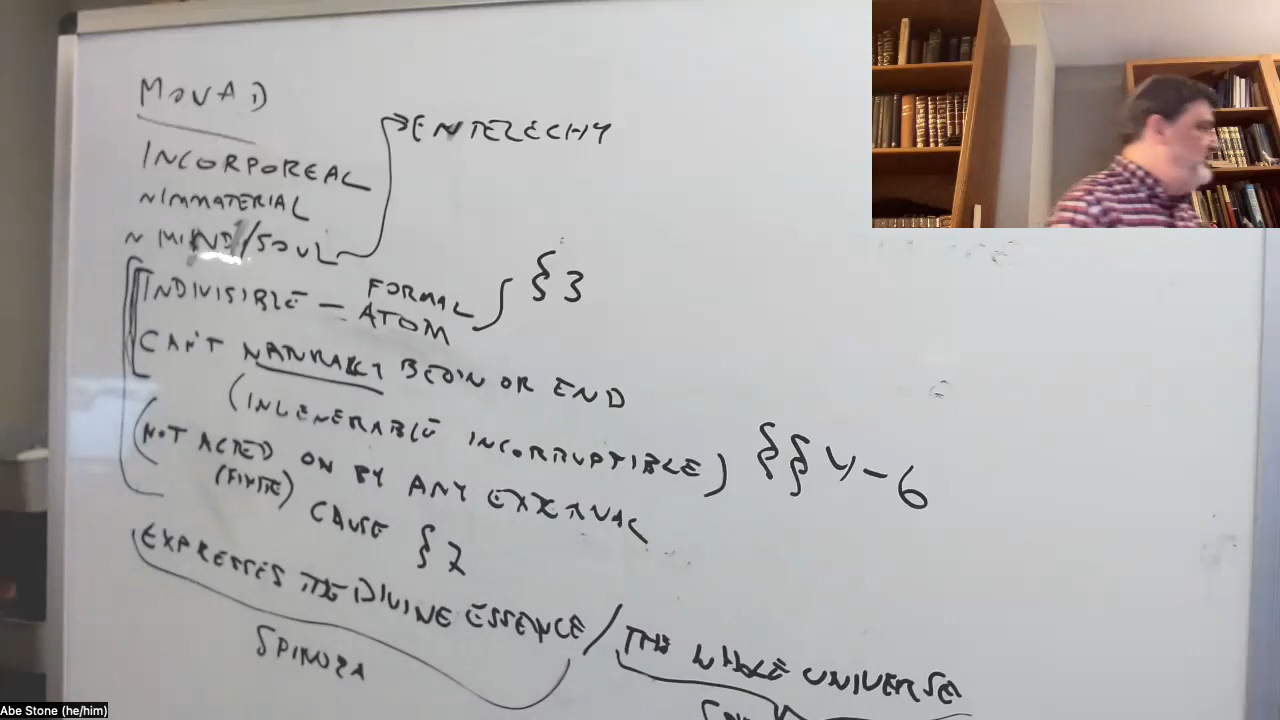 MONAD
INCORPOREAL
~IMMATERIAL
~ MIND/SOUL → ENTELECHY
INDIVISIBLE — FORMAL ATOM § 3
CAN'T NATURALLY BEGIN OR END
(INGENERABLE INCORRUPTIBLE) §§ 4-6
(NOT ACTED ON BY ANY EXTERNAL
(FINITE) CAUSE § 7
EXPRESSES THE DIVINE ESSENCE / THE WHOLE UNIVERSE
SPINOZA
Abe Stone (he/him)